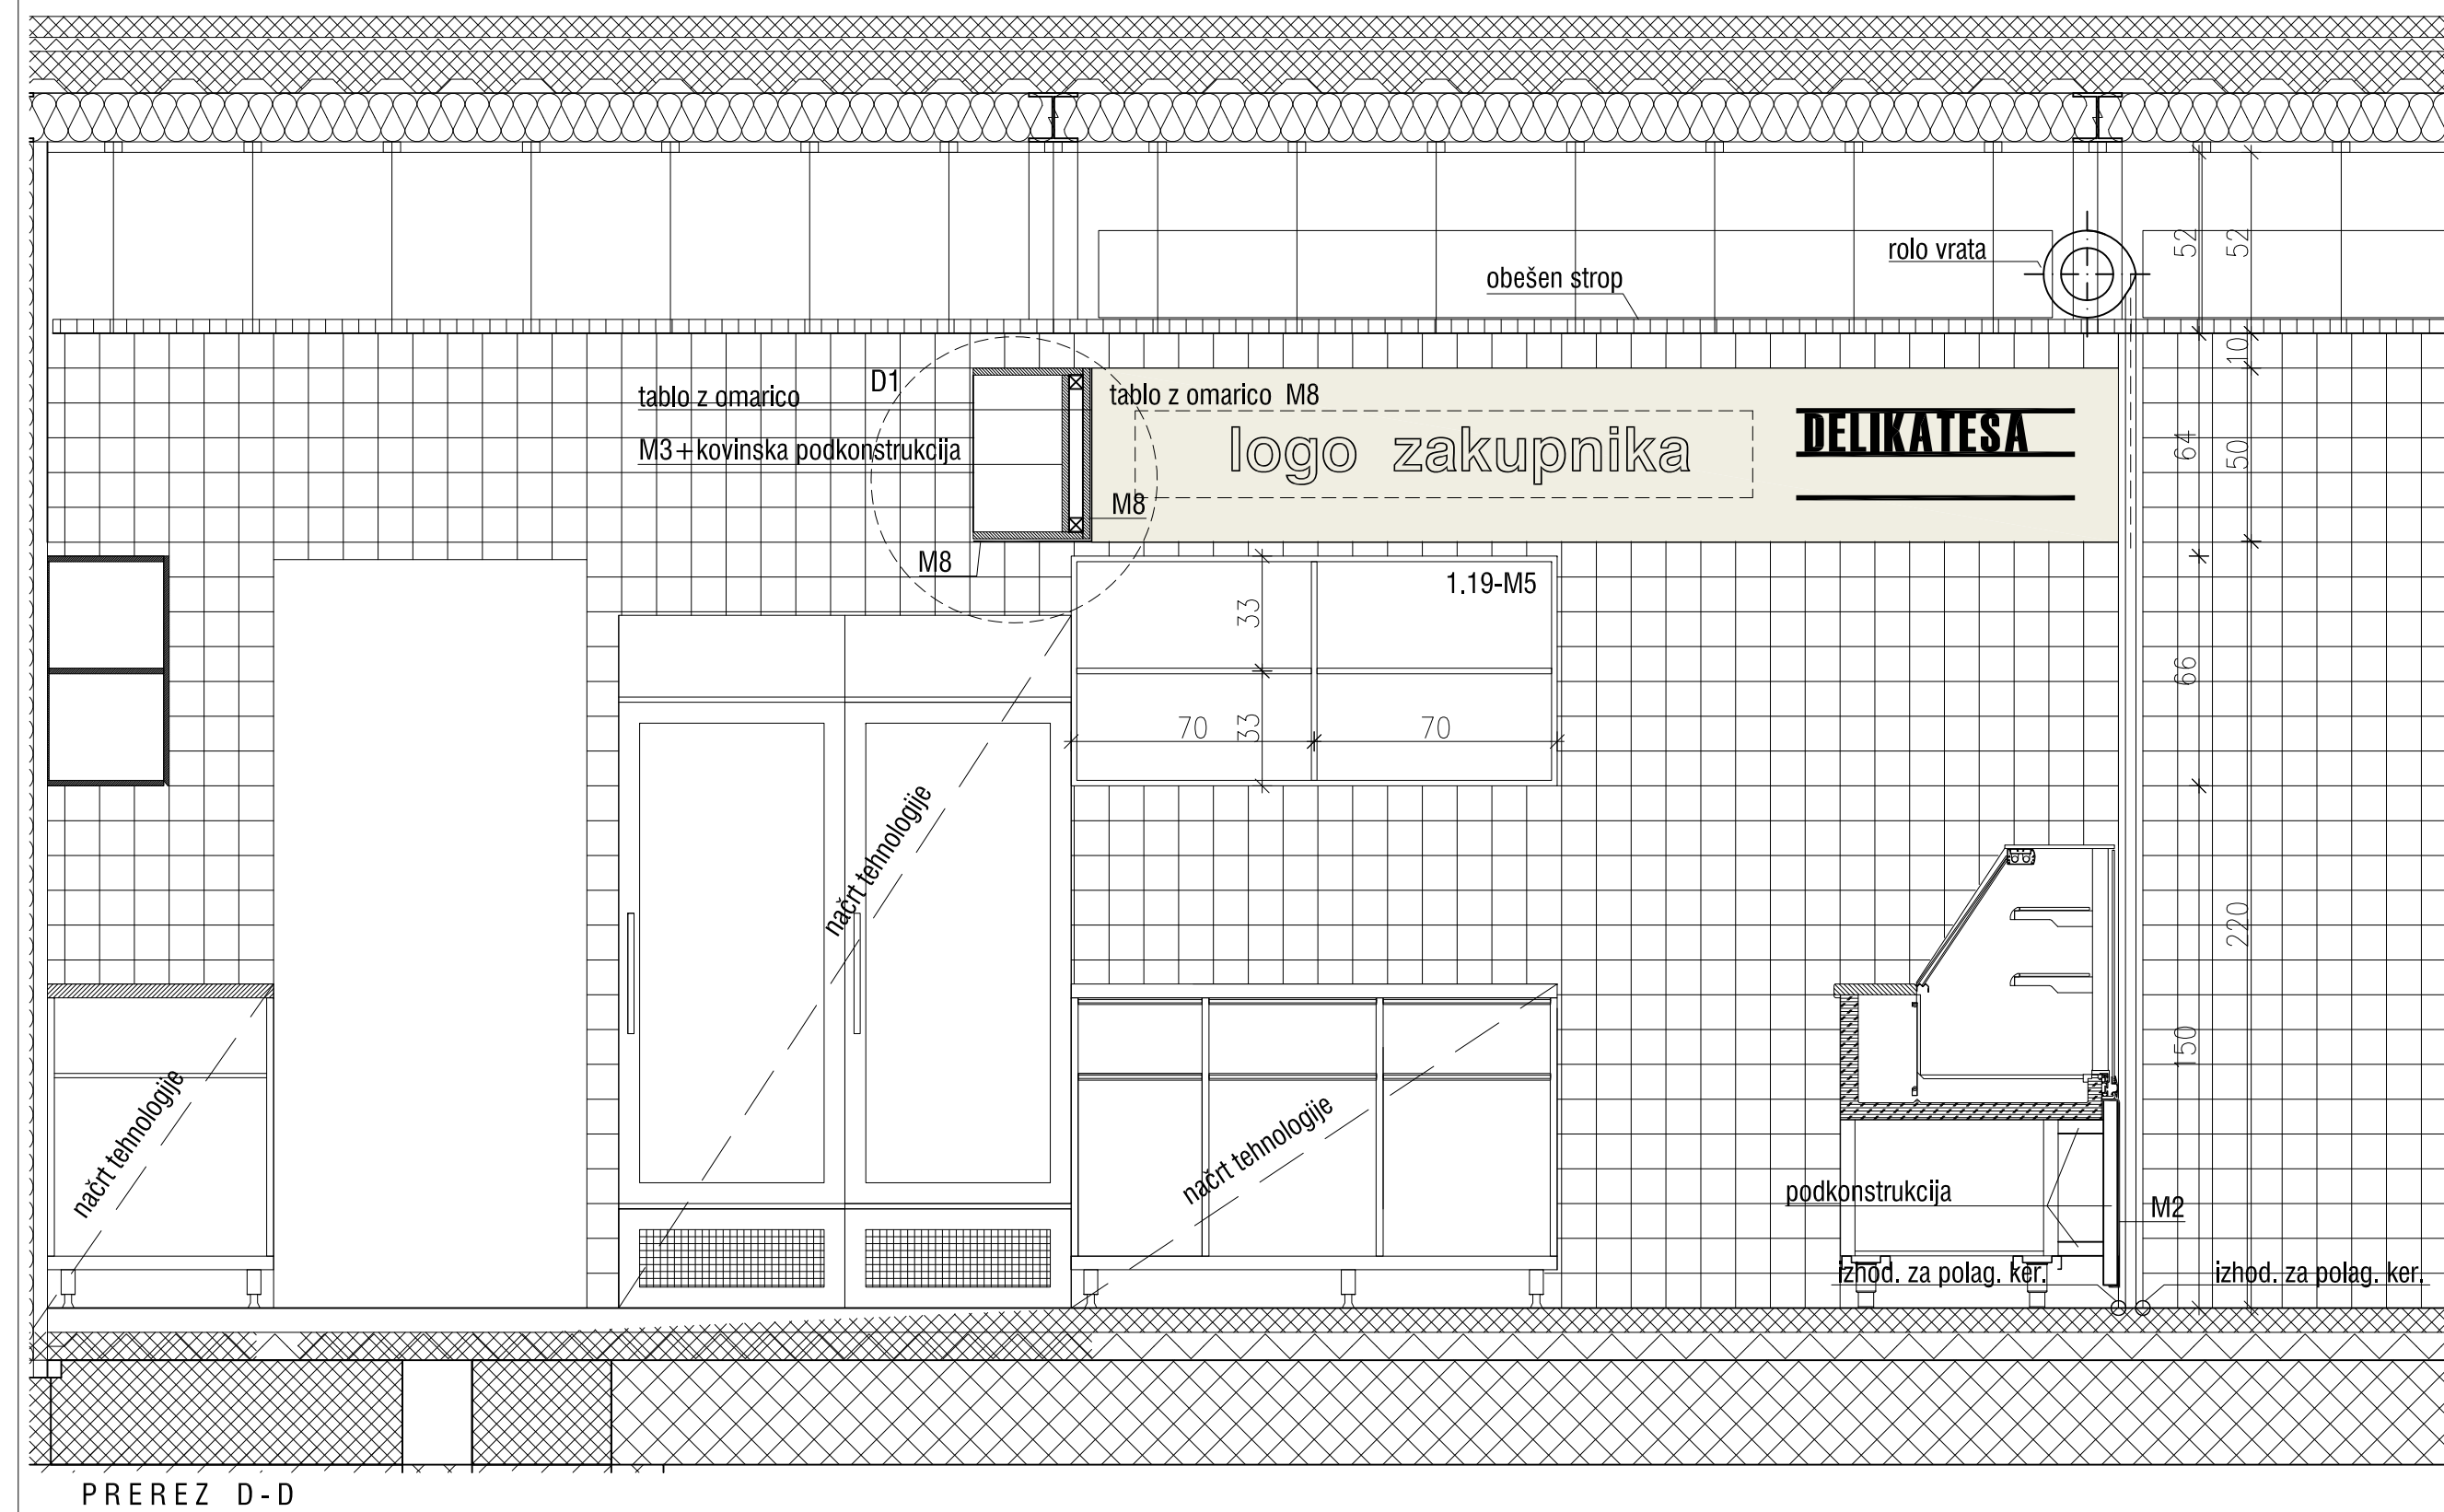 rolo vrata
52
52
obešen strop
10
D1
tablo z omarico
tablo z omarico M8
M3+kovinska podkonstrukcija
logo zakupnika
DELIKATESA
64
50
M8
M8
1.19-M5
33
66
70
33
70
načrt tehnologije
220
150
načrt tehnologije
načrt tehnologije
podkonstrukcija
M2
izhod. za polag. ker.
izhod. za polag. ker.
PREREZ D-D